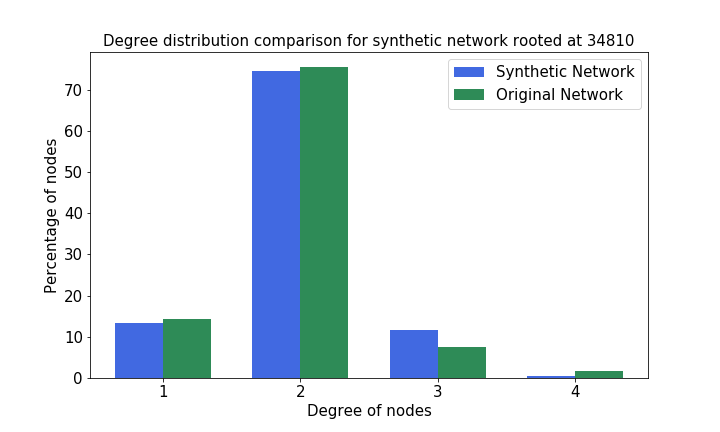 Degree distribution comparison for synthetic network rooted at 34810
Synthetic Network
Original Network
Percentage of nodes
70
60
50
40
30
20
10
0
1 2 3 4
Degree of nodes